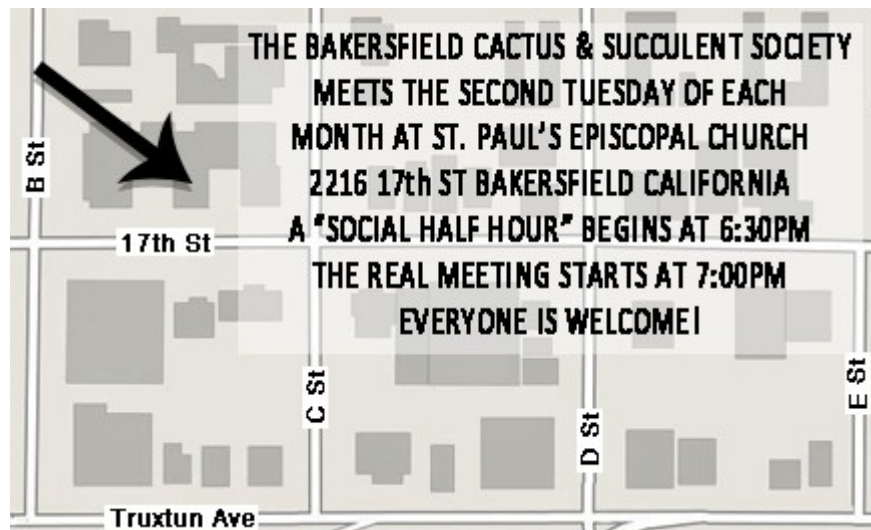 THE BAKERSFIELD CACTUS & SUCCULENT SOCIETY
MEETS THE SECOND TUESDAY OF EACH
MONTH AT ST. PAUL'S EPISCOPAL CHURCH
2216 17th ST BAKERSFIELD CALIFORNIA
A "SOCIAL HALF HOUR" BEGINS AT 6:30PM
THE REAL MEETING STARTS AT 7:00PM
EVERYONE IS WELCOME!
B St
17th St
C St
D St
E St
Truxtun Ave